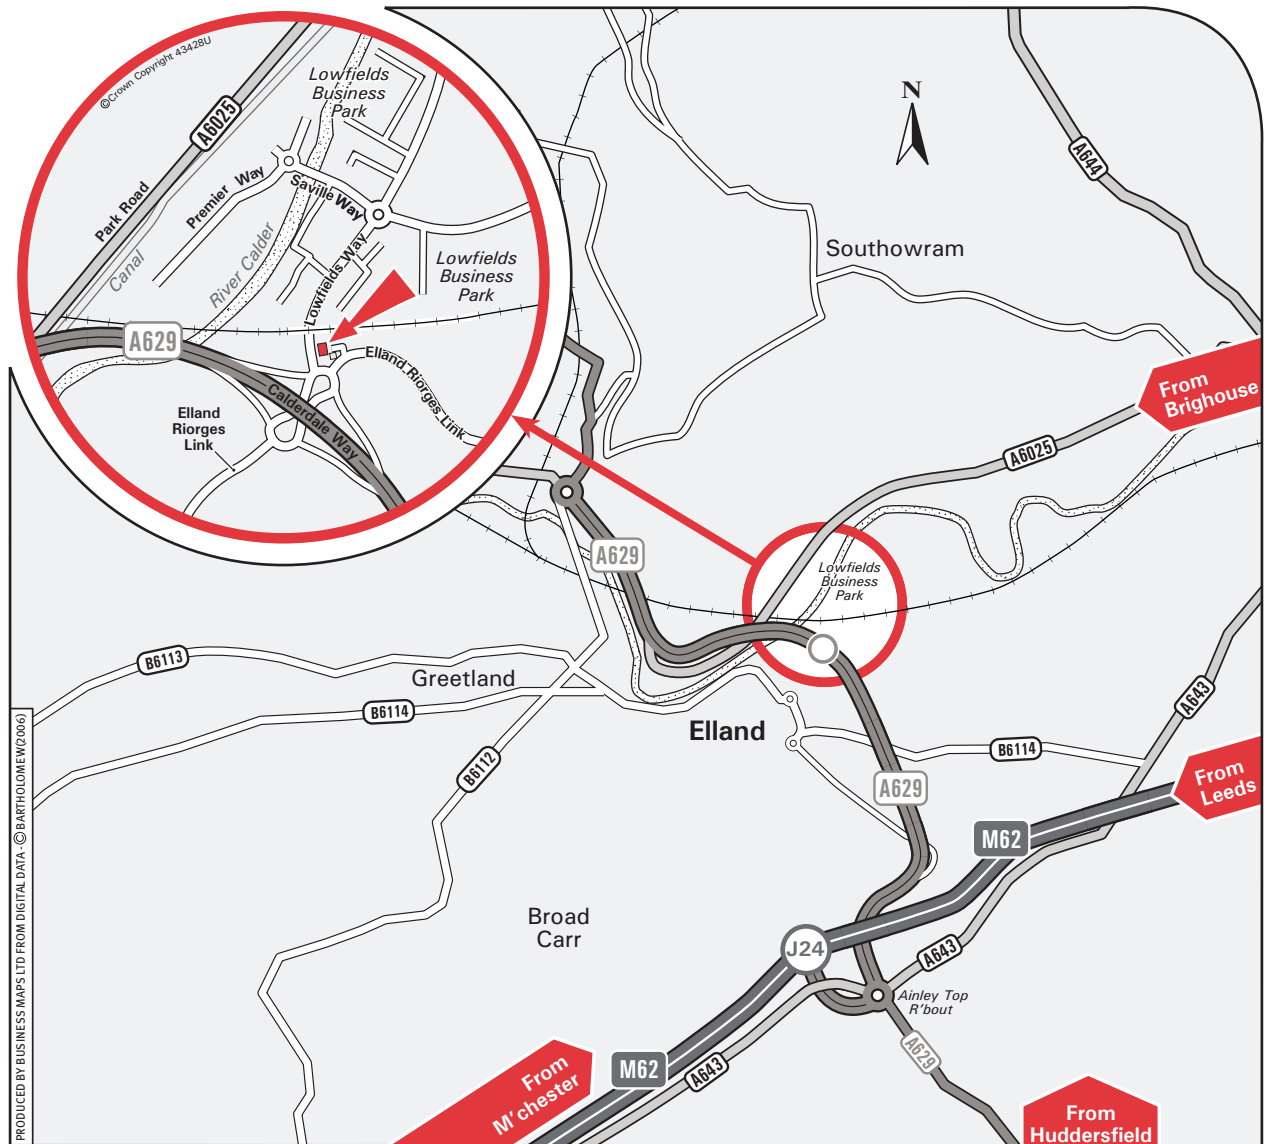 ©Crown Copyright 43428U
Lowfields
Business
Park
A6025
Park Road
Canal
Premier Way
Saville Way
River Calder
Lowfields Way
Lowfields
Business
Park
A629
Elland Riorges Link
Calderdale Way
Elland
Riorges
Link
N
A644
Southowram
From
Brighouse
A6025
A629
Lowfields
Business
Park
B6113
Greetland
B6114
Elland
B6112
A643
B6114
A629
From
Leeds
M62
Broad
Carr
J24
A643
Ainley Top
R'bout
M62
A643
A629
From
M'chester
From
Huddersfield
PRODUCED BY BUSINESS MAPS LTD FROM DIGITAL DATA - © BARTHOLOMEW(2006)